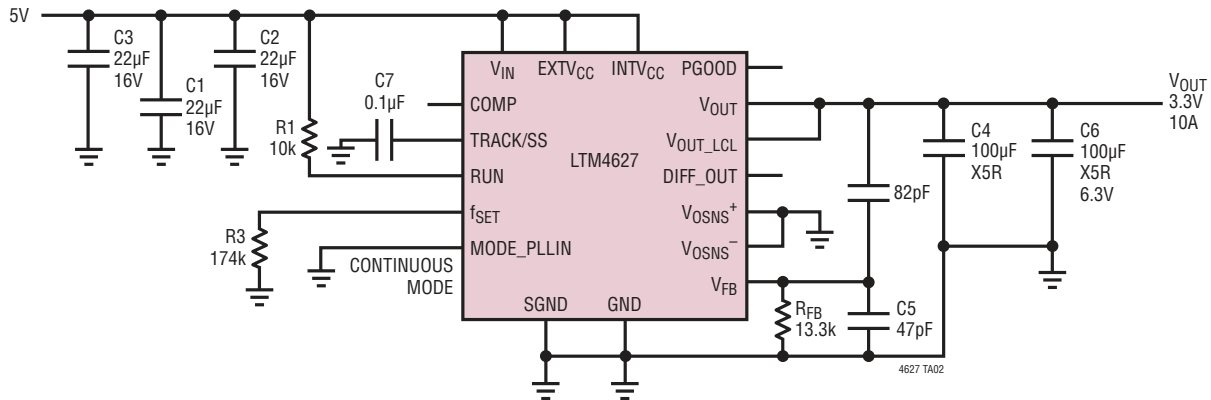 5V
C3
22µF
16V
C1
22µF
16V
C2
22µF
16V
R1
10k
C7
0.1µF
VIN
EXTVCC
INTVCC
PGOOD
COMP
TRACK/SS
RUN
fSET
MODE_PLLIN
SGND
GND
LTM4627
VOUT
VOUT_LCL
DIFF_OUT
VOSNS+
VOSNS–
VFB
R3
174k
CONTINUOUS
MODE
82pF
RFB
13.3k
C5
47pF
C4
100µF
X5R
C6
100µF
X5R
6.3V
VOUT
3.3V
10A
4627 TA02